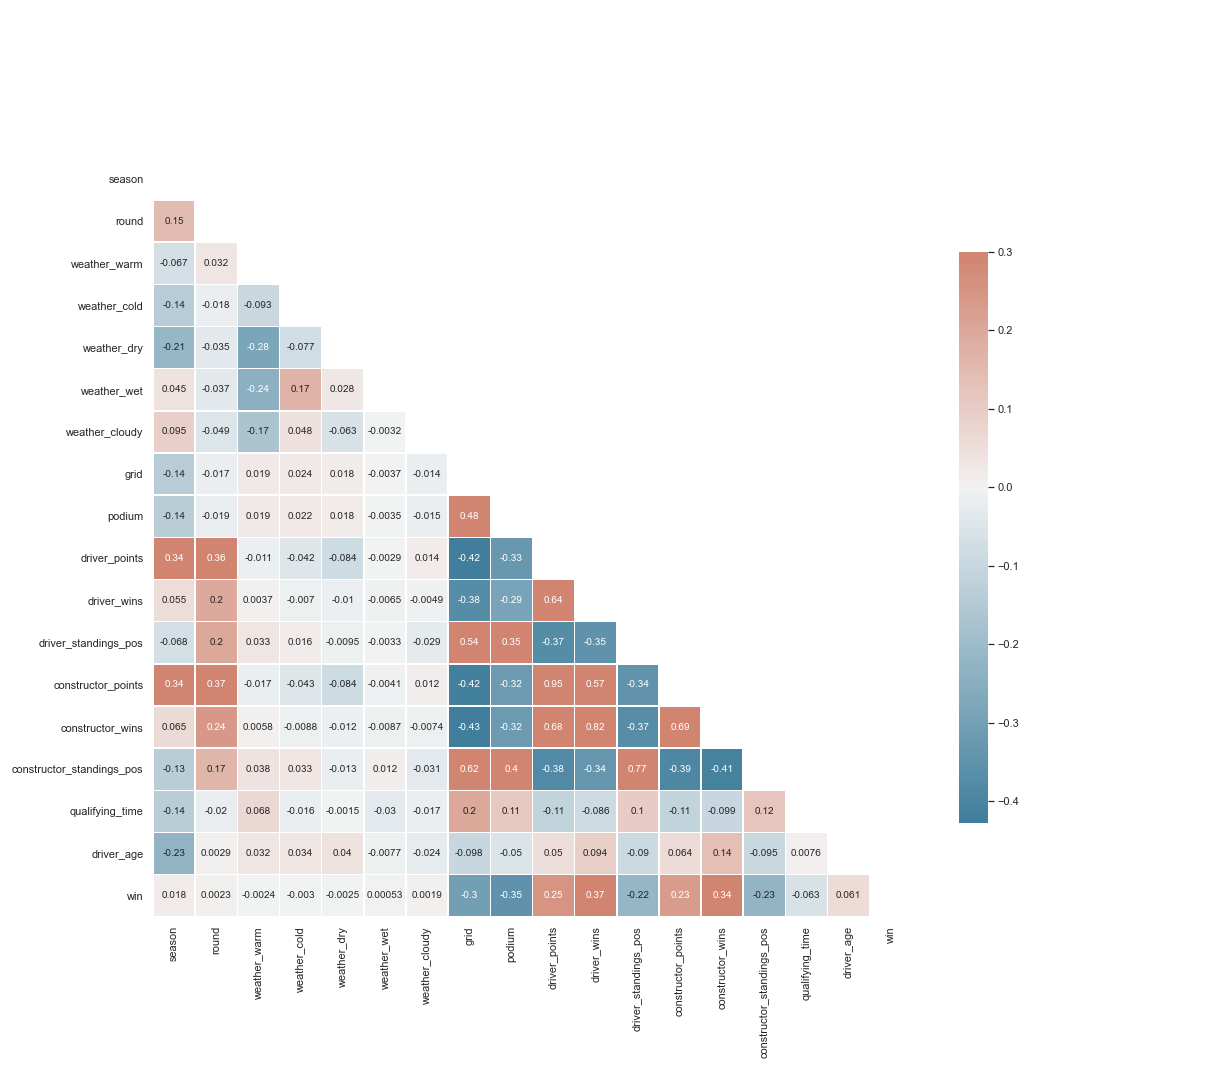 season
round 0.15
weather_warm -0.067 0.032
weather_cold -0.14 -0.018 -0.093
weather_dry -0.21 -0.035 -0.28 -0.077
weather_wet 0.045 -0.037 -0.24 0.17 0.028
weather_cloudy 0.095 -0.049 -0.17 0.048 -0.063 -0.0032
grid -0.14 -0.017 0.019 0.024 0.018 -0.0037 -0.014
podium -0.14 -0.019 0.019 0.022 0.018 -0.0035 -0.015 0.48
driver_points 0.34 0.36 -0.011 -0.042 -0.084 -0.0029 0.014 -0.42 -0.33
driver_wins 0.055 0.2 0.0037 -0.007 -0.01 -0.0065 -0.0049 -0.38 -0.29 0.64
driver_standings_pos -0.068 0.2 0.033 0.016 -0.0095 -0.0033 -0.029 0.54 0.35 -0.37 -0.35
constructor_points 0.34 0.37 -0.017 -0.043 -0.084 -0.0041 0.012 -0.42 -0.32 0.95 0.57 -0.34
constructor_wins 0.065 0.24 0.0058 -0.0088 -0.012 -0.0087 -0.0074 -0.43 -0.32 0.68 0.82 -0.37 0.69
constructor_standings_pos -0.13 0.17 0.038 0.033 -0.013 0.012 -0.031 0.62 0.4 -0.38 -0.34 0.77 -0.39 -0.41
qualifying_time -0.14 -0.02 0.068 -0.016 -0.0015 -0.03 -0.017 0.2 0.11 -0.11 -0.086 0.1 -0.11 -0.099 0.12
driver_age -0.23 0.0029 0.032 0.034 0.04 -0.0077 -0.024 -0.098 -0.05 0.05 0.094 -0.09 0.064 0.14 -0.095 0.0076
win 0.018 0.0023 -0.0024 -0.003 -0.0025 0.00053 0.0019 -0.3 -0.35 0.25 0.37 -0.22 0.23 0.34 -0.23 -0.063 0.061
season
round
weather_warm
weather_cold
weather_dry
weather_wet
weather_cloudy
grid
podium
driver_points
driver_wins
driver_standings_pos
constructor_points
constructor_wins
constructor_standings_pos
qualifying_time
driver_age
win
0.3
0.2
0.1
0.0
−0.1
−0.2
−0.3
−0.4